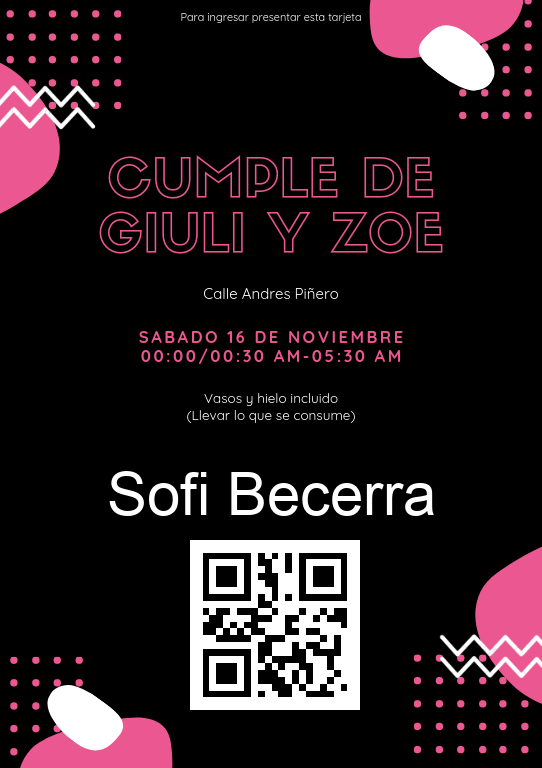 Para ingresar presentar esta tarjeta
CUMPLE DE
GIULI Y ZOE
Calle Andres Piñero
SABADO 16 DE NOVIEMBRE
00:00/00:30 AM-05:30 AM
Vasos y hielo incluido
(Llevar lo que se consume)
Sofi Becerra